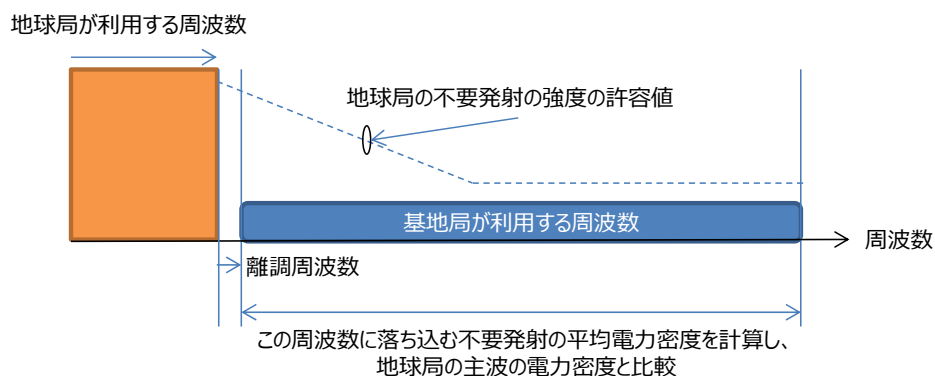 地球局が利用する周波数
地球局の不要発射の強度の許容値
基地局が利用する周波数
周波数
離調周波数
この周波数に落ち込む不要発射の平均電力密度を計算し、
地球局の主波の電力密度と比較